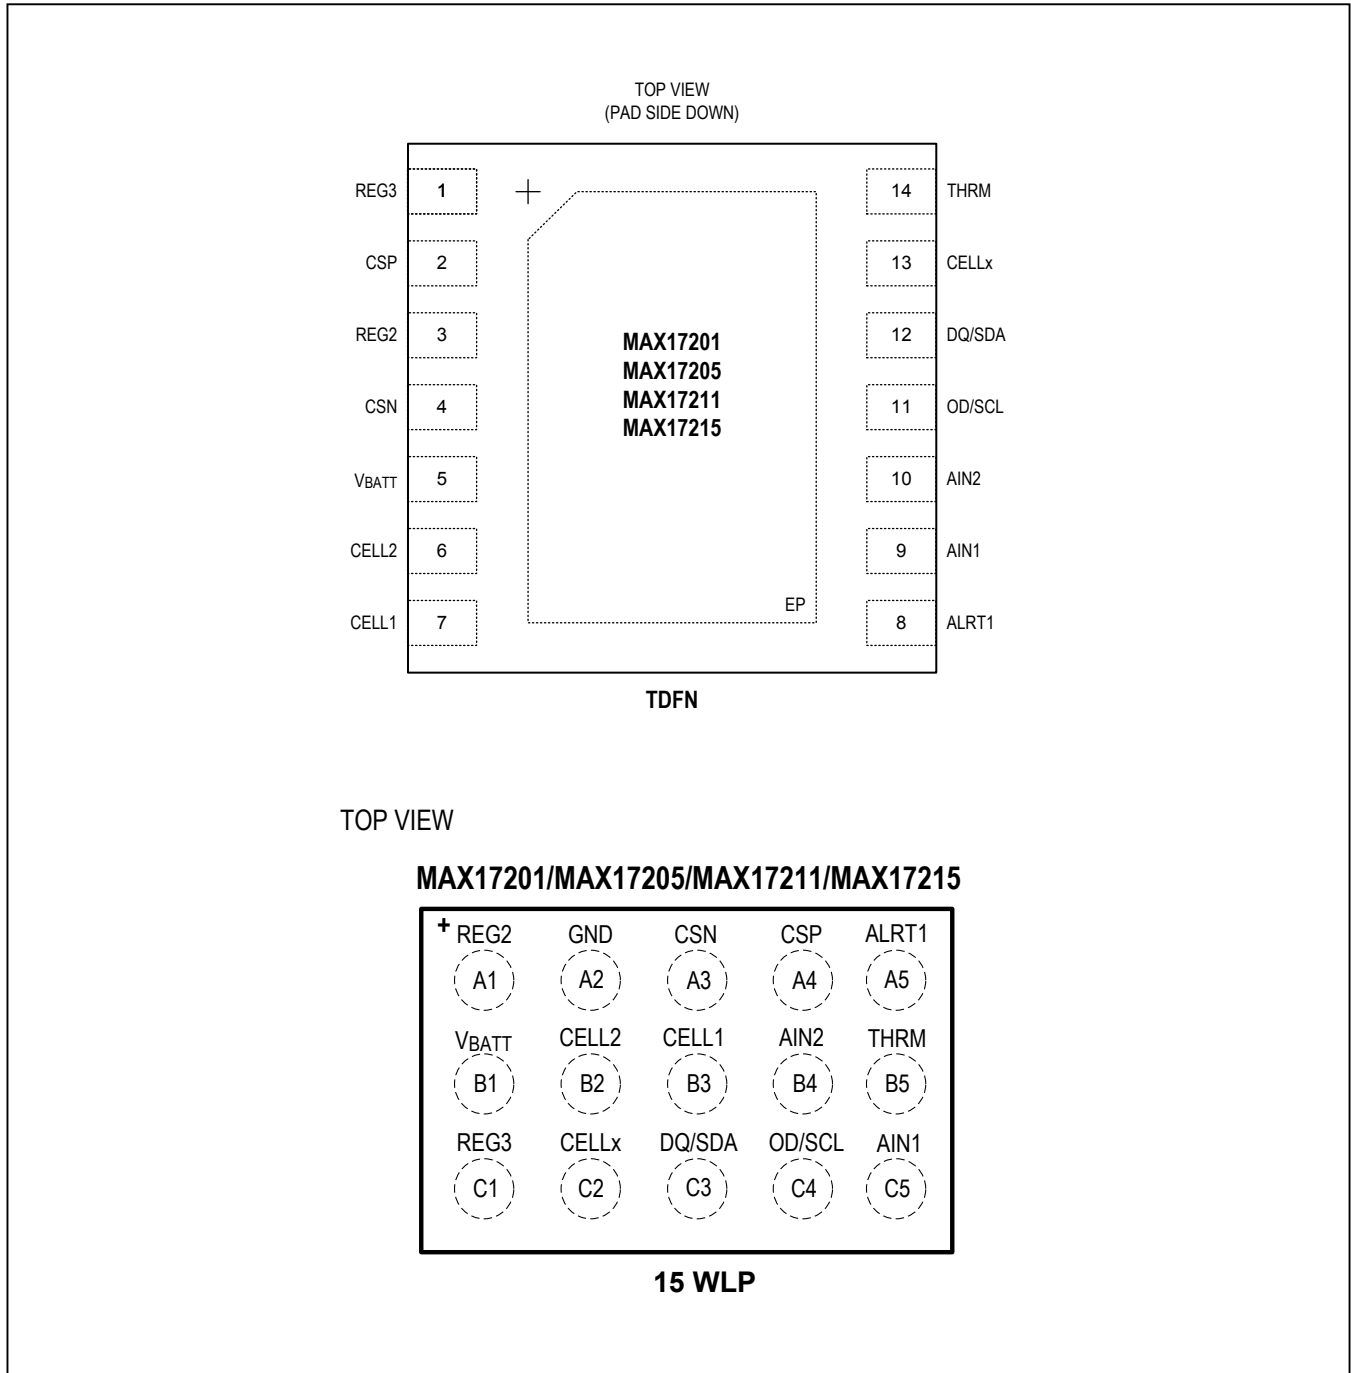 TOP VIEW
(PAD SIDE DOWN)
REG3 1 14 THRM
CSP 2 13 CELLx
REG2 3 12 DQ/SDA
CSN 4 11 OD/SCL
VBATT 5 10 AIN2
CELL2 6 9 AIN1
CELL1 7 8 ALRT1
+
MAX17201
MAX17205
MAX17211
MAX17215
EP
TDFN
TOP VIEW
MAX17201/MAX17205/MAX17211/MAX17215
+ REG2 GND CSN CSP ALRT1
A1 A2 A3 A4 A5
VBATT CELL2 CELL1 AIN2 THRM
B1 B2 B3 B4 B5
REG3 CELLx DQ/SDA OD/SCL AIN1
C1 C2 C3 C4 C5
15 WLP